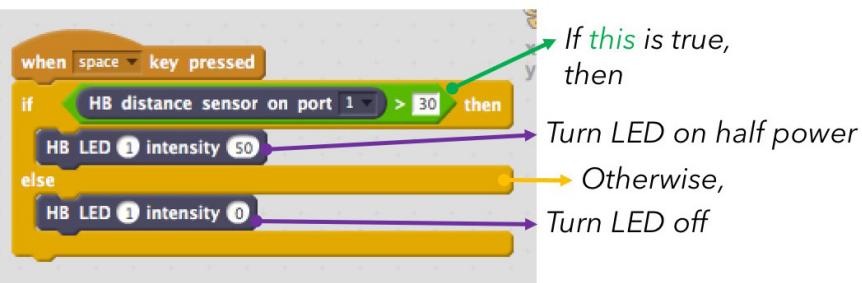 when space key pressed
if HB distance sensor on port 1 > 30 then
HB LED 1 intensity 50
else
HB LED 1 intensity 0
x
y
If this is true,
then
Turn LED on half power
Otherwise,
Turn LED off